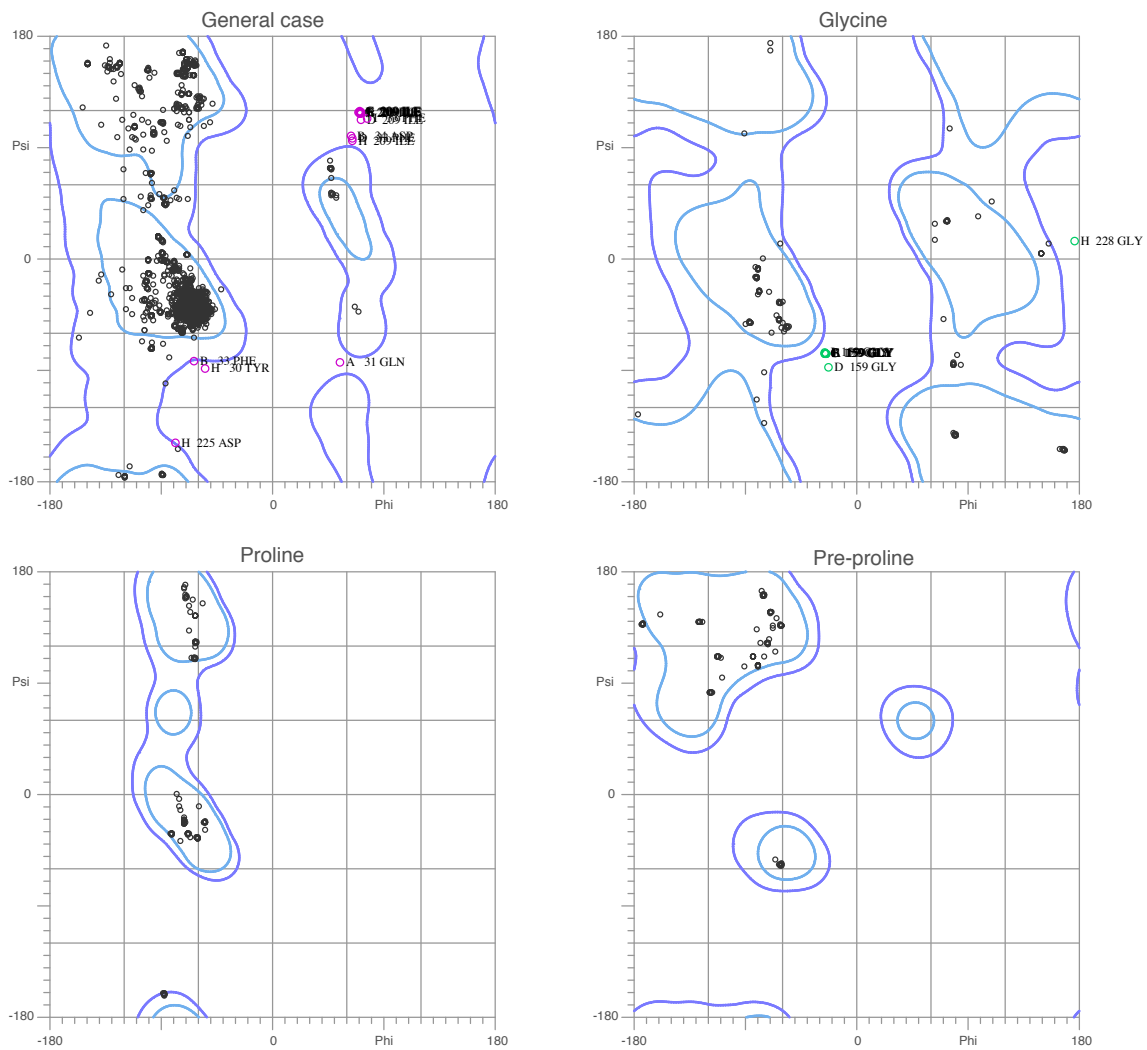 General case
180
Psi
0
-180
D 209 ILE
H 209 ILE
B 33 PHE
H 30 TYR
A 31 GLN
H 225 ASP
-180
0
Phi
180
Glycine
180
Psi
0
-180
H 228 GLY
D 159 GLY
-180
0
Phi
180
Proline
180
Psi
0
-180
-180
0
Phi
180
Pre-proline
180
Psi
0
-180
-180
0
Phi
180